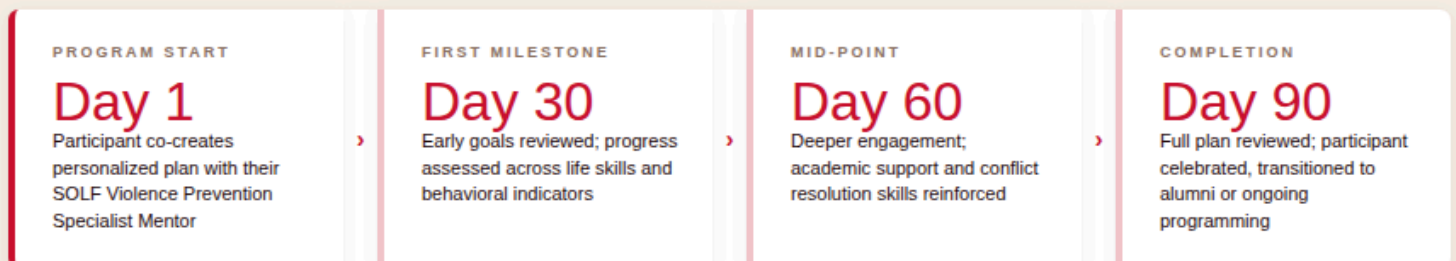 PROGRAM START
Day 1
Participant co-creates
personalized plan with their
SOLF Violence Prevention
Specialist Mentor
›
FIRST MILESTONE
Day 30
Early goals reviewed; progress
assessed across life skills and
behavioral indicators
›
MID-POINT
Day 60
Deeper engagement;
academic support and conflict
resolution skills reinforced
›
COMPLETION
Day 90
Full plan reviewed; participant
celebrated, transitioned to
alumni or ongoing
programming